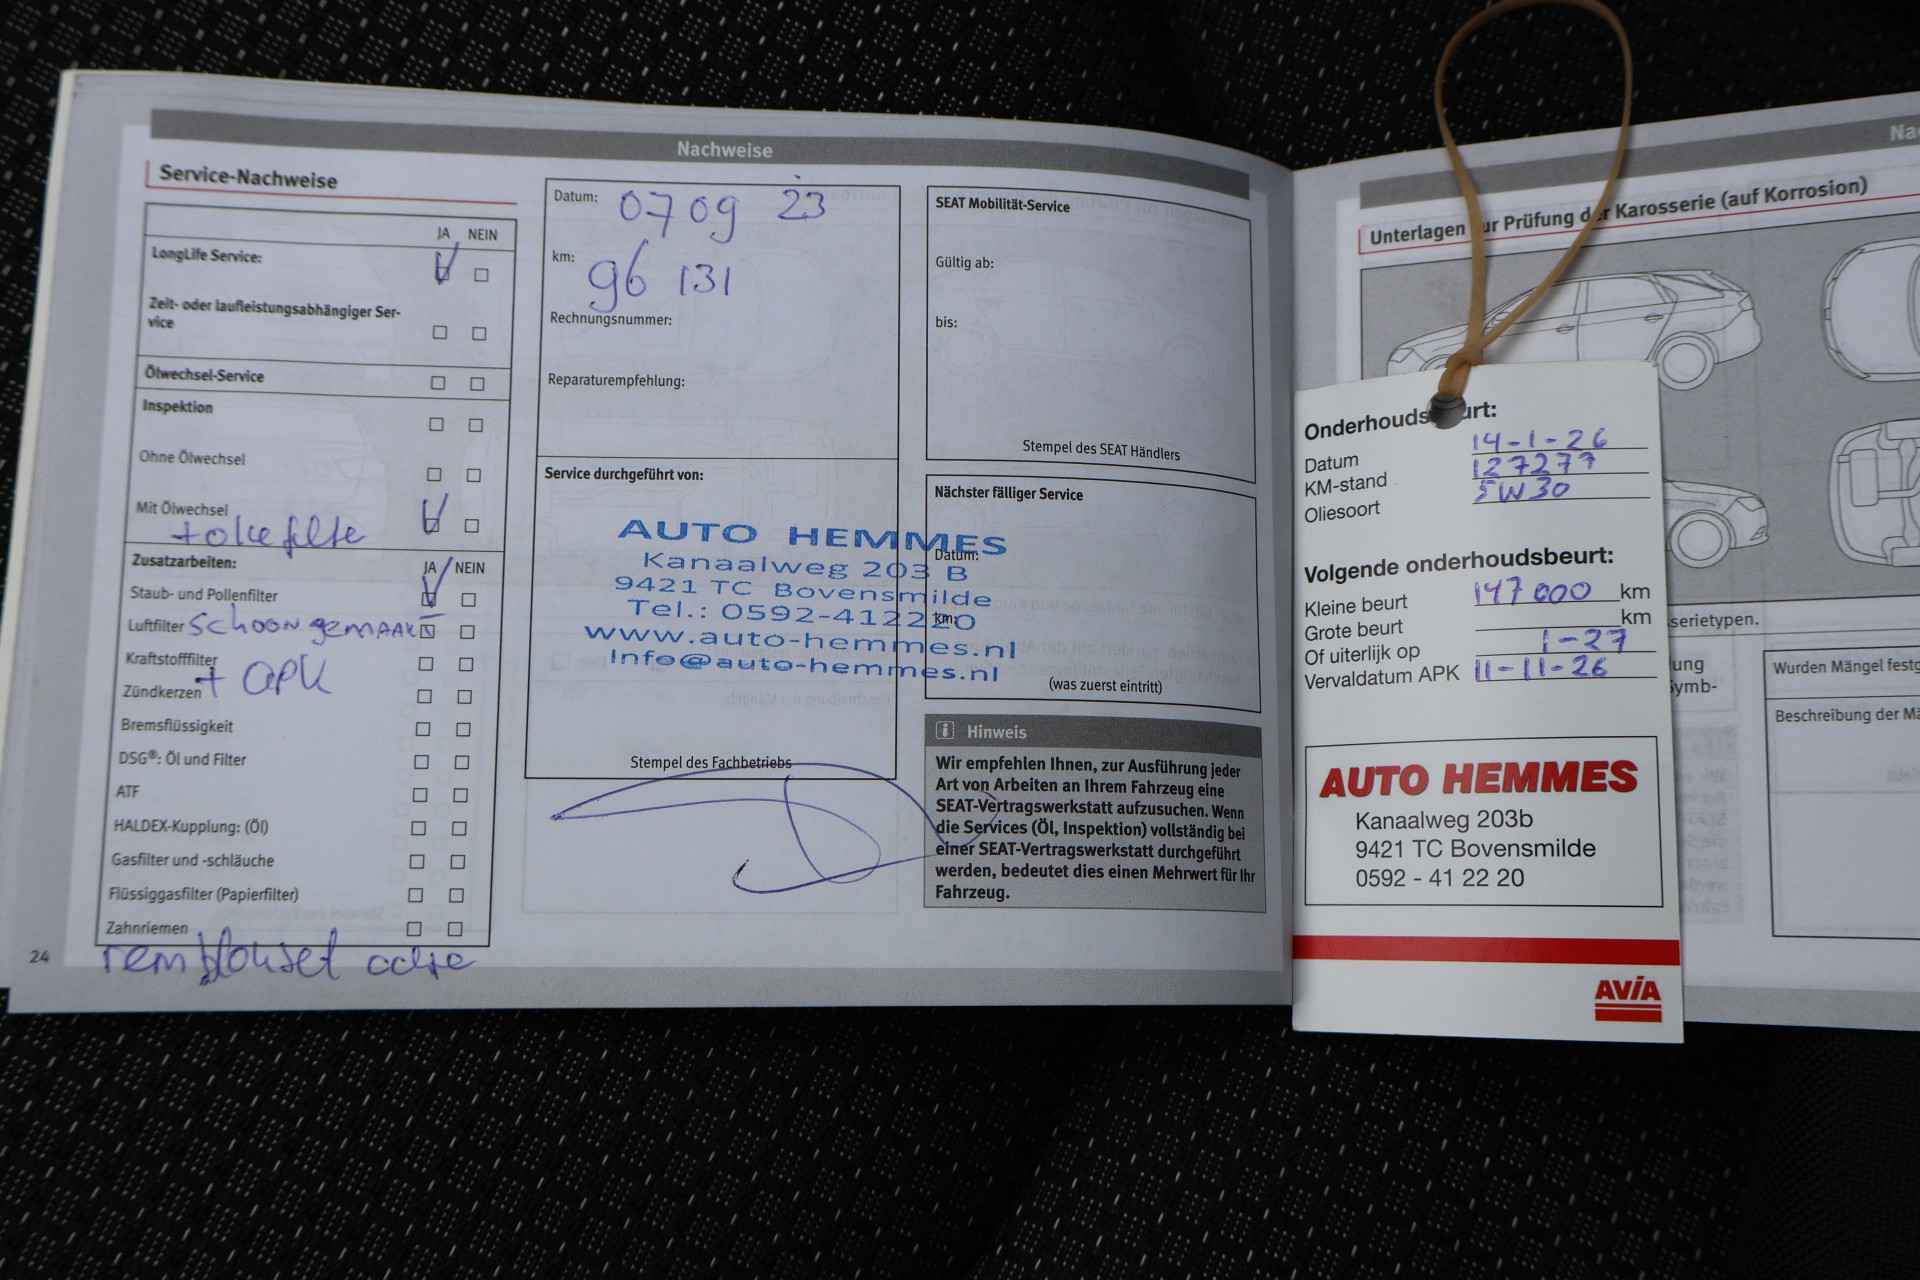 Nachweise
Service-Nachweise
JA NEIN
LongLife Service:
Zeit- oder laufleistungsabhängiger Ser-
vice
Ölwechsel-Service
Inspektion
Ohne Ölwechsel
Mit Ölwechsel
Zusatzarbeiten:
JA NEIN
Staub- und Pollenfilter
Luftfilter schoon gemaakt
Kraftstofffilter
+ APK
Zündkerzen
Bremsflüssigkeit
DSG®: Öl und Filter
ATF
HALDEX-Kupplung: (Öl)
Gasfilter und -schläuche
Flüssiggasfilter (Papierfilter)
Zahnriemen
24
Datum: 07 09 23
km: 96 131
Rechnungsnummer:
Reparaturempfehlung:
Service durchgeführt von:
AUTO HEMMES
Kanaalweg 203 B
9421 TC Bovensmilde
Tel.: 0592-412220
www.auto-hemmes.nl
Info@auto-hemmes.nl
Stempel des Fachbetriebs
SEAT Mobilität-Service
Gültig ab:
bis:
Stempel des SEAT Händlers
Nächster fälliger Service
Datum:
km:
(was zuerst eintritt)
i Hinweis
Wir empfehlen Ihnen, zur Ausführung jeder
Art von Arbeiten an Ihrem Fahrzeug eine
SEAT-Vertragswerkstatt aufzusuchen. Wenn
die Services (Öl, Inspektion) vollständig bei
einer SEAT-Vertragswerkstatt durchgeführt
werden, bedeutet dies einen Mehrwert für Ihr
Fahrzeug.
Unterlagen zur Prüfung der Karosserie (auf Korrosion)
serietypen.
Wurden Mängel festg
Beschreibung der Mä
Onderhoudsbeurt:
Datum 14-1-26
KM-stand 127277
Oliesoort 5W30
Volgende onderhoudsbeurt:
Kleine beurt 147000 km
Grote beurt km
Of uiterlijk op 1-27
Vervaldatum APK 11-11-26
AUTO HEMMES
Kanaalweg 203b
9421 TC Bovensmilde
0592 - 41 22 20
AVIA